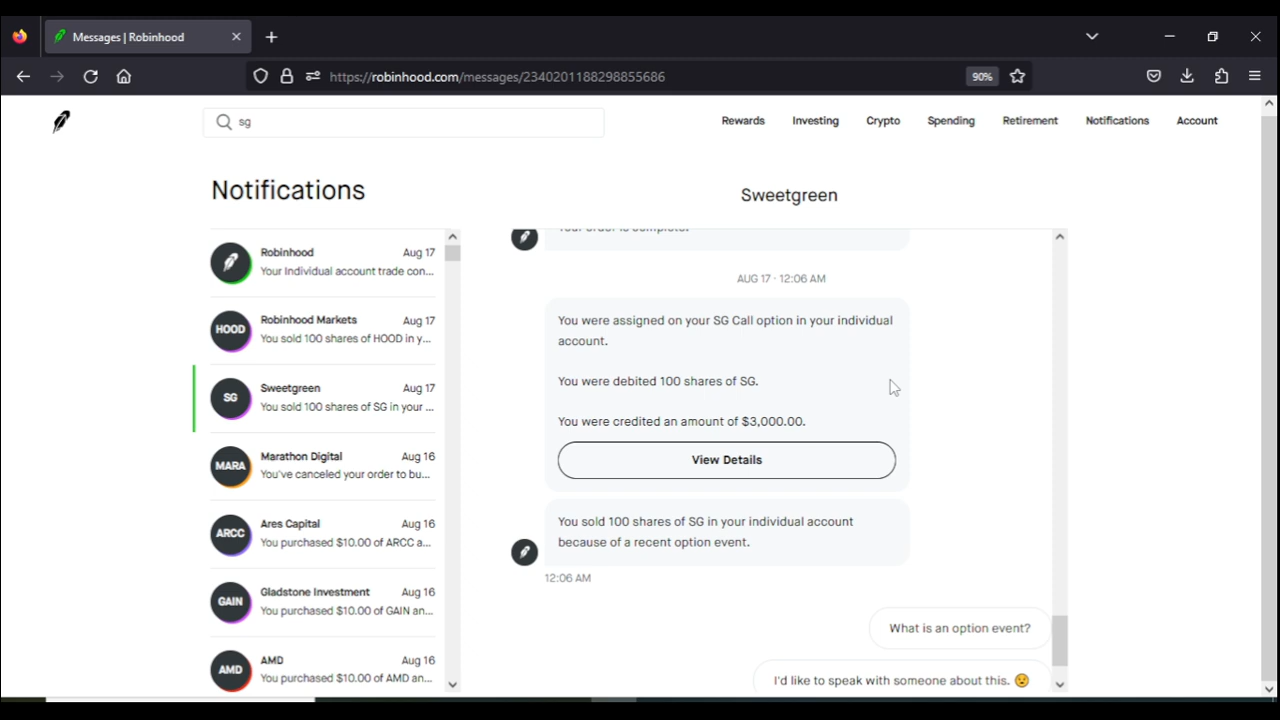 Messages | Robinhood
https://robinhood.com/messages/2340201188298855686
90%
sg
Rewards
Investing
Crypto
Spending
Retirement
Notifications
Account
Notifications
Sweetgreen
Robinhood
Aug 17
Your Individual account trade con...
HOOD
Robinhood Markets
Aug 17
You sold 100 shares of HOOD in y...
SG
Sweetgreen
Aug 17
You sold 100 shares of SG in your ...
MARA
Marathon Digital
Aug 16
You've canceled your order to bu...
ARCC
Ares Capital
Aug 16
You purchased $10.00 of ARCC a...
GAIN
Gladstone Investment
Aug 16
You purchased $10.00 of GAIN an...
AMD
AMD
Aug 16
You purchased $10.00 of AMD an...
Your order is complete.
AUG 17 · 12:06 AM
You were assigned on your SG Call option in your individual
account.
You were debited 100 shares of SG.
You were credited an amount of $3,000.00.
View Details
You sold 100 shares of SG in your individual account
because of a recent option event.
12:06 AM
What is an option event?
I'd like to speak with someone about this. 😯